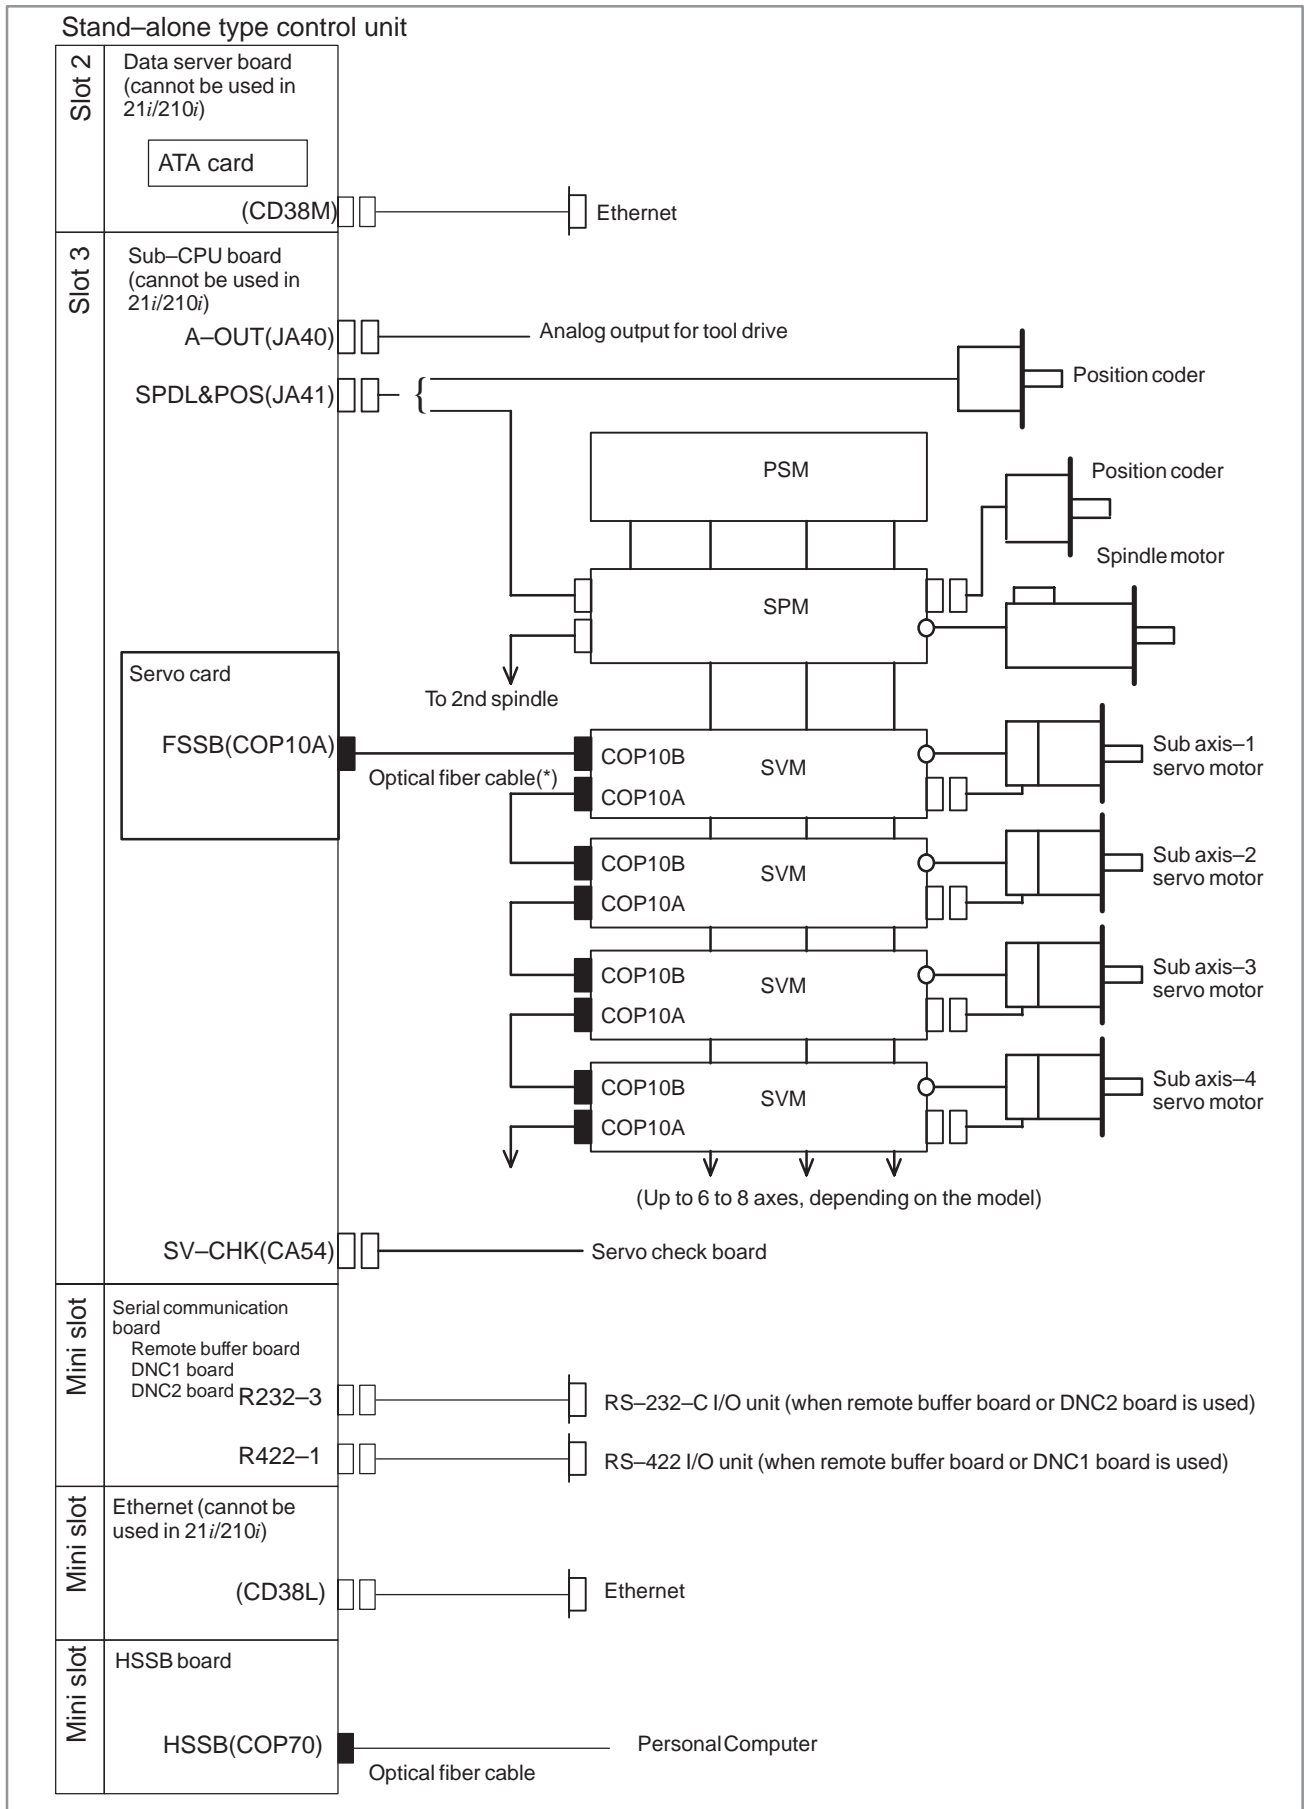 Stand–alone type control unit
Slot 2
Data server board
(cannot be used in
21i/210i)
ATA card
(CD38M)
Ethernet
Slot 3
Sub–CPU board
(cannot be used in
21i/210i)
A–OUT(JA40)
Analog output for tool drive
SPDL&POS(JA41)
{
Position coder
PSM
Position coder
Spindle motor
SPM
To 2nd spindle
Servo card
FSSB(COP10A)
Optical fiber cable(*)
COP10B
SVM
COP10A
Sub axis–1
servo motor
COP10B
SVM
COP10A
Sub axis–2
servo motor
COP10B
SVM
COP10A
Sub axis–3
servo motor
COP10B
SVM
COP10A
Sub axis–4
servo motor
(Up to 6 to 8 axes, depending on the model)
SV–CHK(CA54)
Servo check board
Mini slot
Serial communication
board
Remote buffer board
DNC1 board
DNC2 board
R232–3
RS–232–C I/O unit (when remote buffer board or DNC2 board is used)
R422–1
RS–422 I/O unit (when remote buffer board or DNC1 board is used)
Mini slot
Ethernet (cannot be
used in 21i/210i)
(CD38L)
Ethernet
Mini slot
HSSB board
HSSB(COP70)
Personal Computer
Optical fiber cable